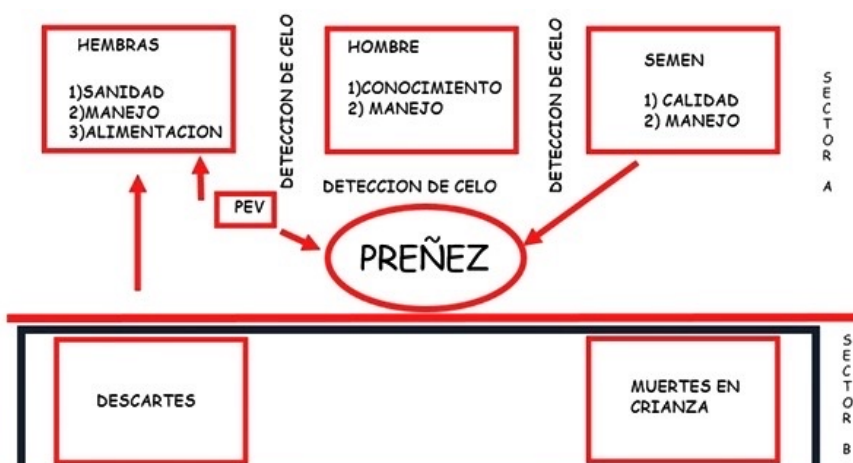 HEMBRAS
1)SANIDAD
2)MANEJO
3)ALIMENTACION
DETECCION DE CELO
HOMBRE
1)CONOCIMIENTO
2) MANEJO
DETECCION DE CELO
SEMEN
1) CALIDAD
2) MANEJO
SECTOR A
DETECCION DE CELO
PEV
PREÑEZ
DESCARTES
MUERTES EN
CRIANZA
SECTOR B